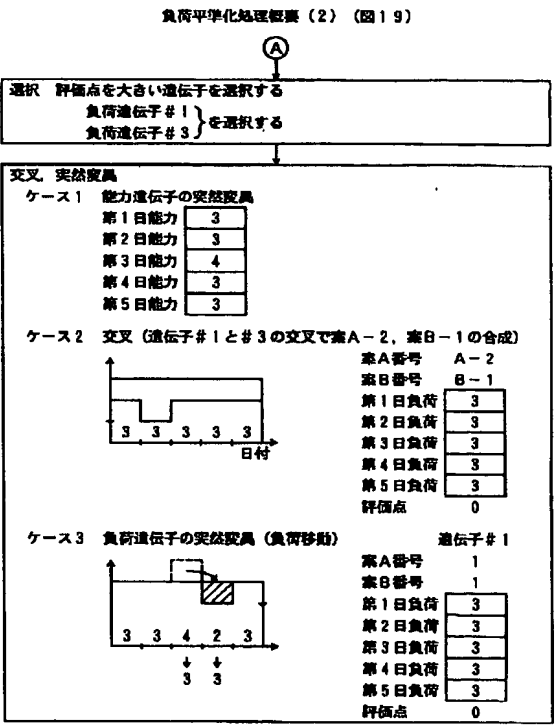 負荷平準化処理概要(2)(図19)
A
選択 評価点を大きい遺伝子を選択する
負荷遺伝子#1
負荷遺伝子#3
を選択する
交叉,突然変異
ケース1 能力遺伝子の突然変異
第1日能力 3
第2日能力 3
第3日能力 4
第4日能力 3
第5日能力 3
ケース2 交叉(遺伝子#1と#3の交叉で案A-2,案B-1の合成)
3 3 3 3 3
日付
案A番号 A-2
案B番号 B-1
第1日負荷 3
第2日負荷 3
第3日負荷 3
第4日負荷 3
第5日負荷 3
評価点 0
ケース3 負荷遺伝子の突然変異(負荷移動)
3 3 4 2 3
3 3
遺伝子#1
案A番号 1
案B番号 1
第1日負荷 3
第2日負荷 3
第3日負荷 3
第4日負荷 3
第5日負荷 3
評価点 0